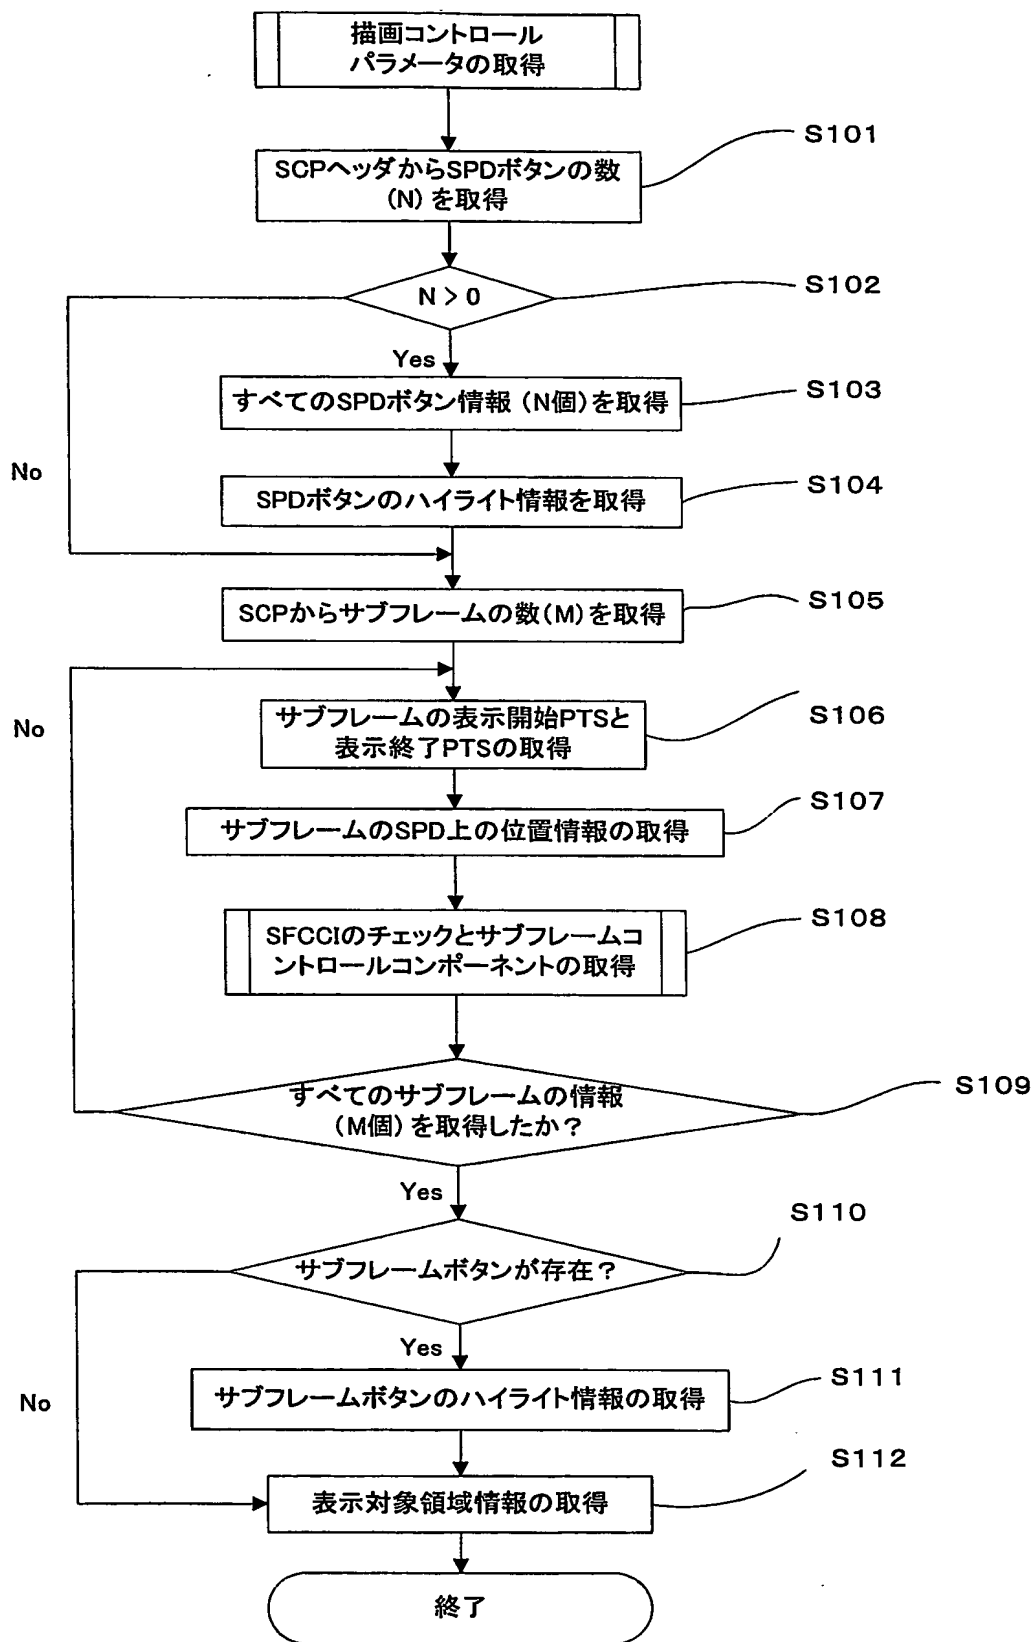 描画コントロール
パラメータの取得
S101
SCPヘッダからSPDボタンの数
(N) を取得
S102
N > 0
Yes
S103
すべてのSPDボタン情報 (N個) を取得
No
S104
SPDボタンのハイライト情報を取得
S105
SCPからサブフレームの数(M) を取得
No
S106
サブフレームの表示開始PTSと
表示終了PTSの取得
S107
サブフレームのSPD上の位置情報の取得
S108
SFCCIのチェックとサブフレームコ
ントロールコンポーネントの取得
S109
すべてのサブフレームの情報
(M個) を取得したか?
Yes
S110
サブフレームボタンが存在?
Yes
S111
サブフレームボタンのハイライト情報の取得
No
S112
表示対象領域情報の取得
終了